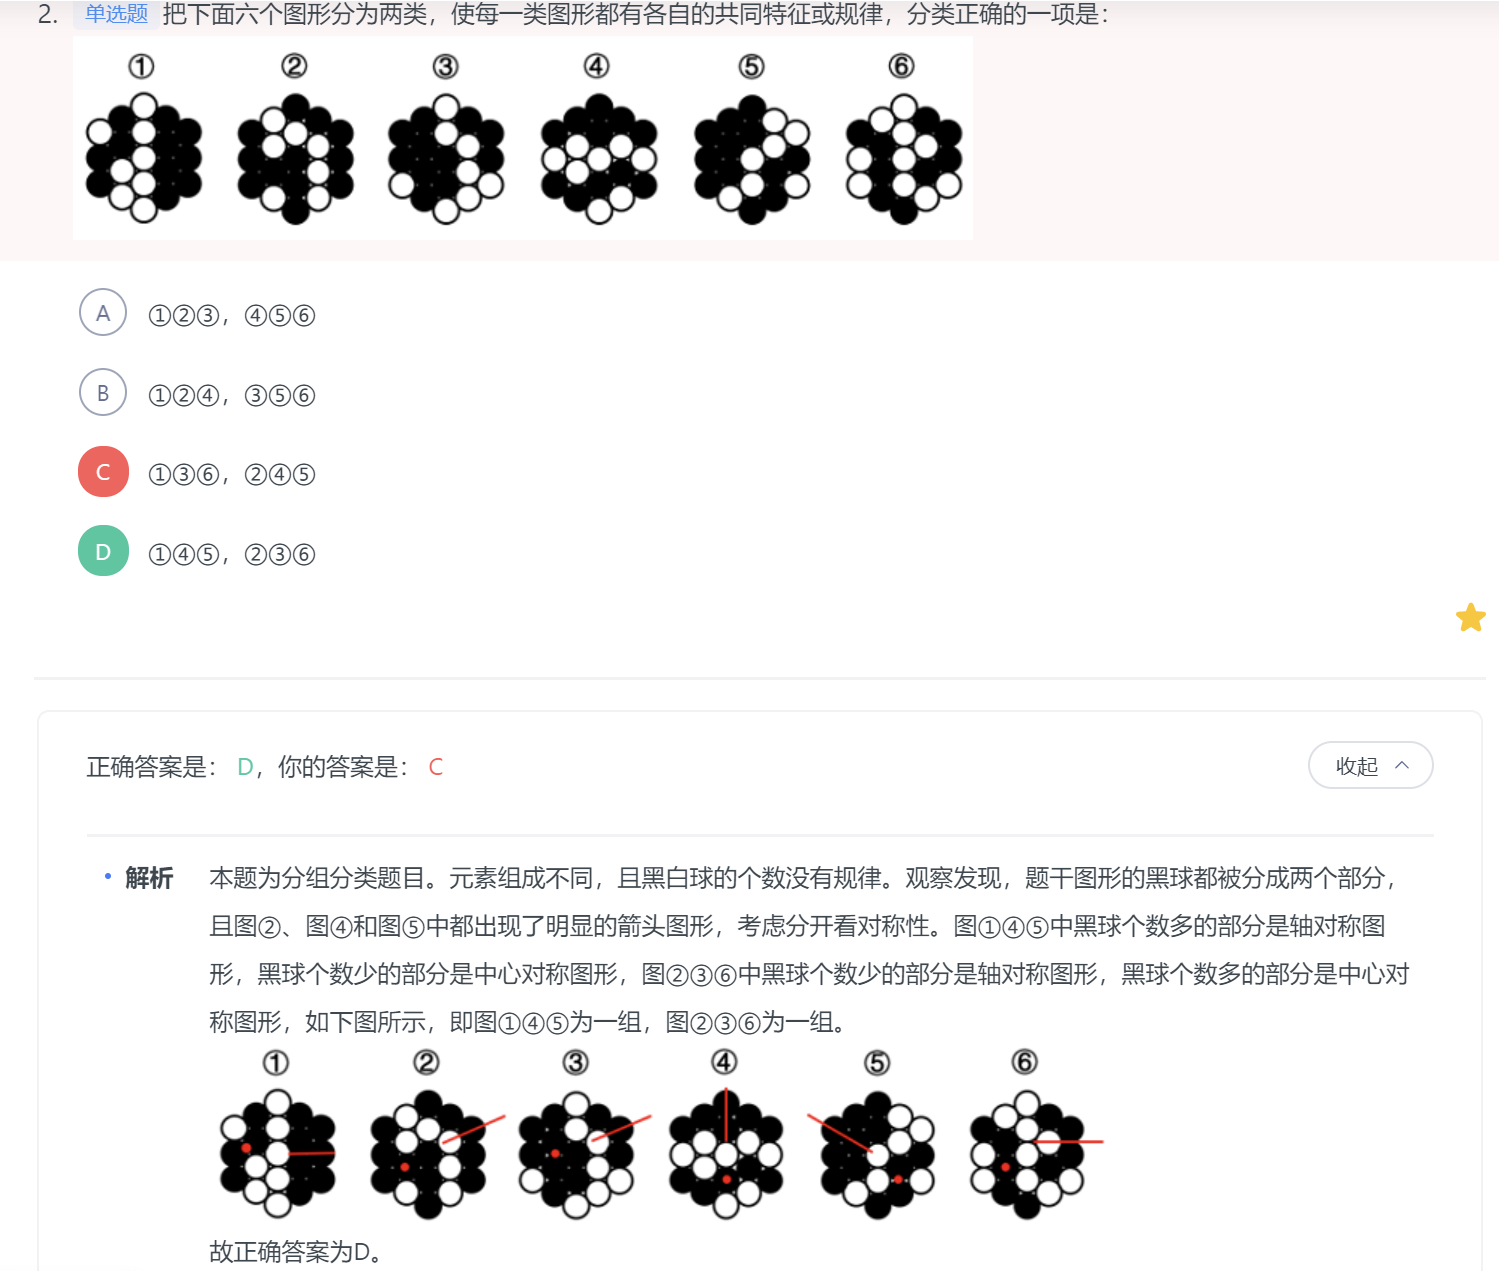 2. 单选题 把下面六个图形分为两类，使每一类图形都有各自的共同特征或规律，分类正确的一项是：
① ② ③ ④ ⑤ ⑥
A ①②③，④⑤⑥
B ①②④，③⑤⑥
C ①③⑥，②④⑤
D ①④⑤，②③⑥
正确答案是： D，你的答案是： C
收起
解析 本题为分组分类题目。元素组成不同，且黑白球的个数没有规律。观察发现，题干图形的黑球都被分成两个部分，
且图②、图④和图⑤中都出现了明显的箭头图形，考虑分开看对称性。图①④⑤中黑球个数多的部分是轴对称图
形，黑球个数少的部分是中心对称图形，图②③⑥中黑球个数少的部分是轴对称图形，黑球个数多的部分是中心对
称图形，如下图所示，即图①④⑤为一组，图②③⑥为一组。
① ② ③ ④ ⑤ ⑥
故正确答案为D。